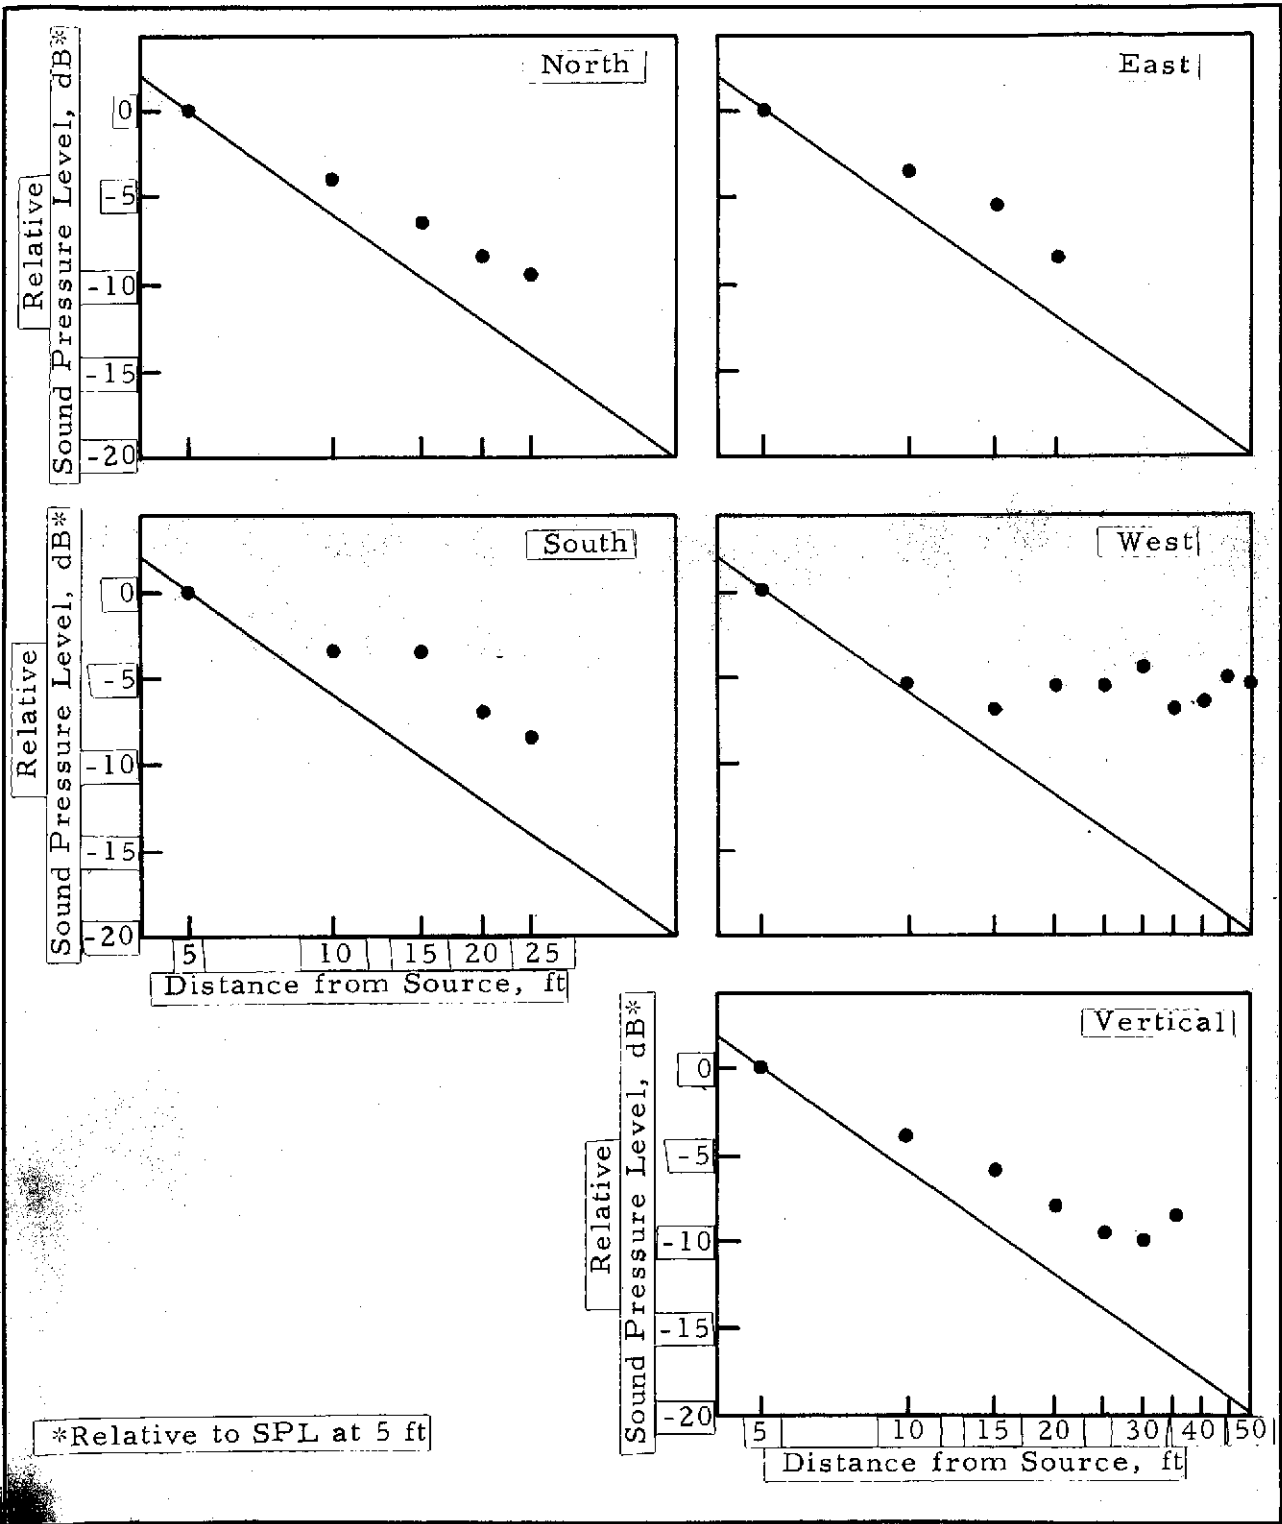 North
Relative
Sound Pressure Level, dB*
0
-5
-10
-15
-20
East
South
Relative
Sound Pressure Level, dB*
0
-5
-10
-15
-20
5 10 15 20 25
Distance from Source, ft
West
Vertical
Relative
Sound Pressure Level, dB*
0
-5
-10
-15
-20
5 10 15 20 30 40 50
Distance from Source, ft
*Relative to SPL at 5 ft